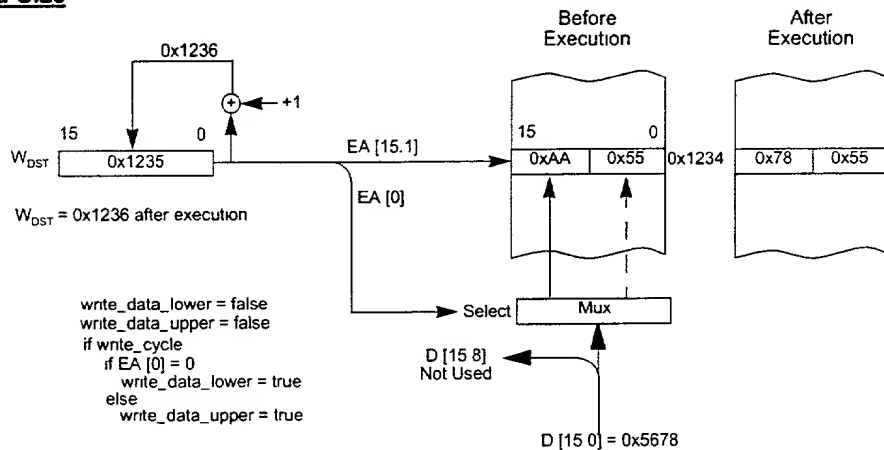 Before
Execution
After
Execution
0x1236
+
+1
15 0
15 0
W_DST 0x1235
EA [15.1]
0xAA 0x55 0x1234 0x78 0x55
EA [0]
W_DST = 0x1236 after execution
write_data_lower = false
write_data_upper = false
if write_cycle
if EA [0] = 0
write_data_lower = true
else
write_data_upper = true
Select Mux
D [15 8]
Not Used
D [15 0] = 0x5678